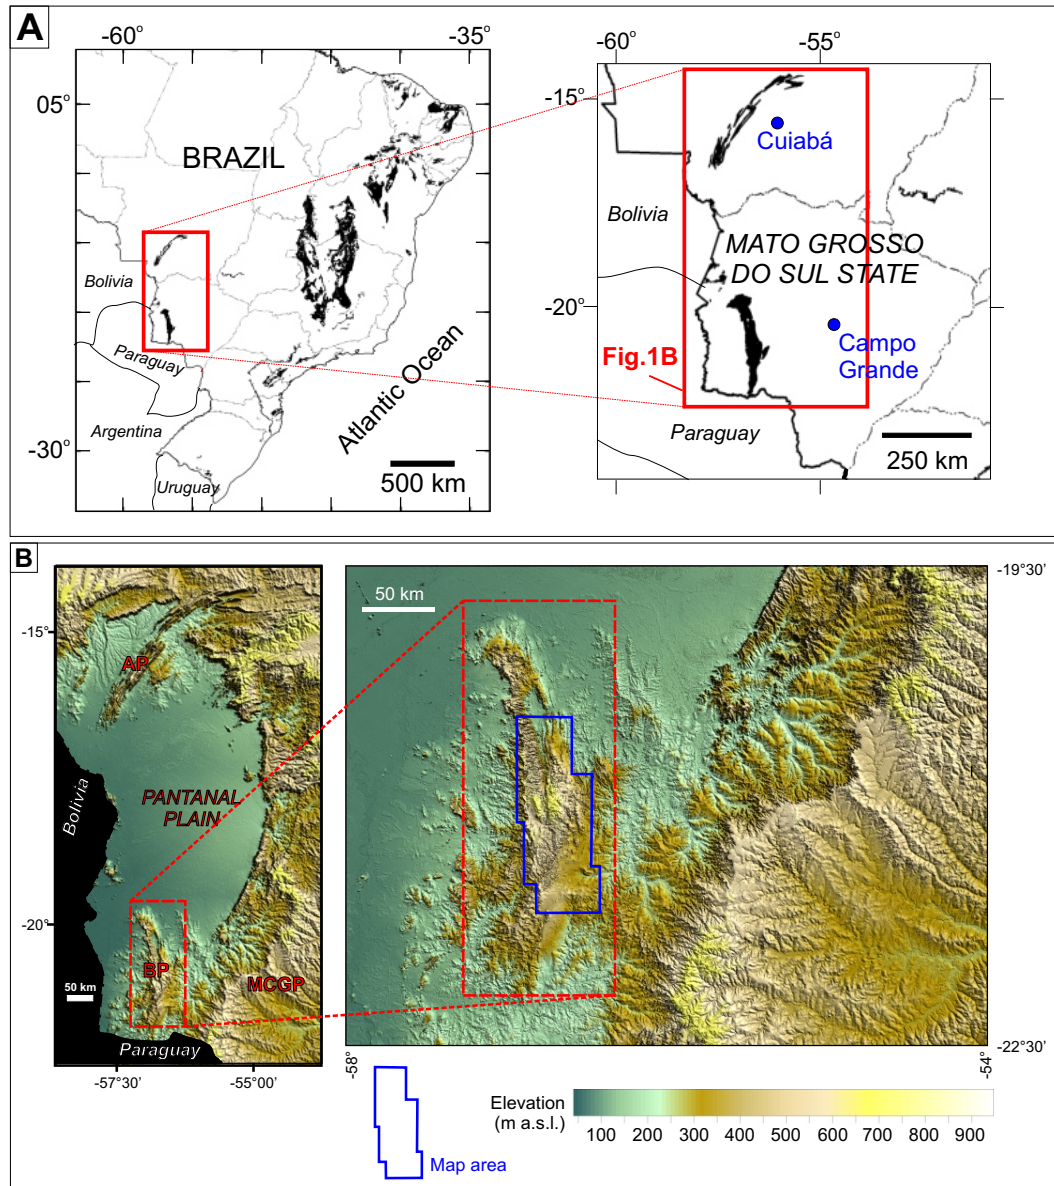 A
-60°
-35°
05°
BRAZIL
Bolivia
Paraguay
Argentina
-30°
Uruguay
Atlantic Ocean
500 km
-60°
-55°
-15°
Cuiabá
Bolivia
MATO GROSSO
DO SUL STATE
-20°
Campo
Grande
Fig.1B
Paraguay
250 km
B
-15°
AP
PANTANAL
PLAIN
Bolivia
-20°
BP
MCGP
50 km
Paraguay
-57°30'
-55°00'
50 km
-19°30'
-22°30'
-58°
-54°
Map area
Elevation
(m a.s.l.)
100 200 300 400 500 600 700 800 900